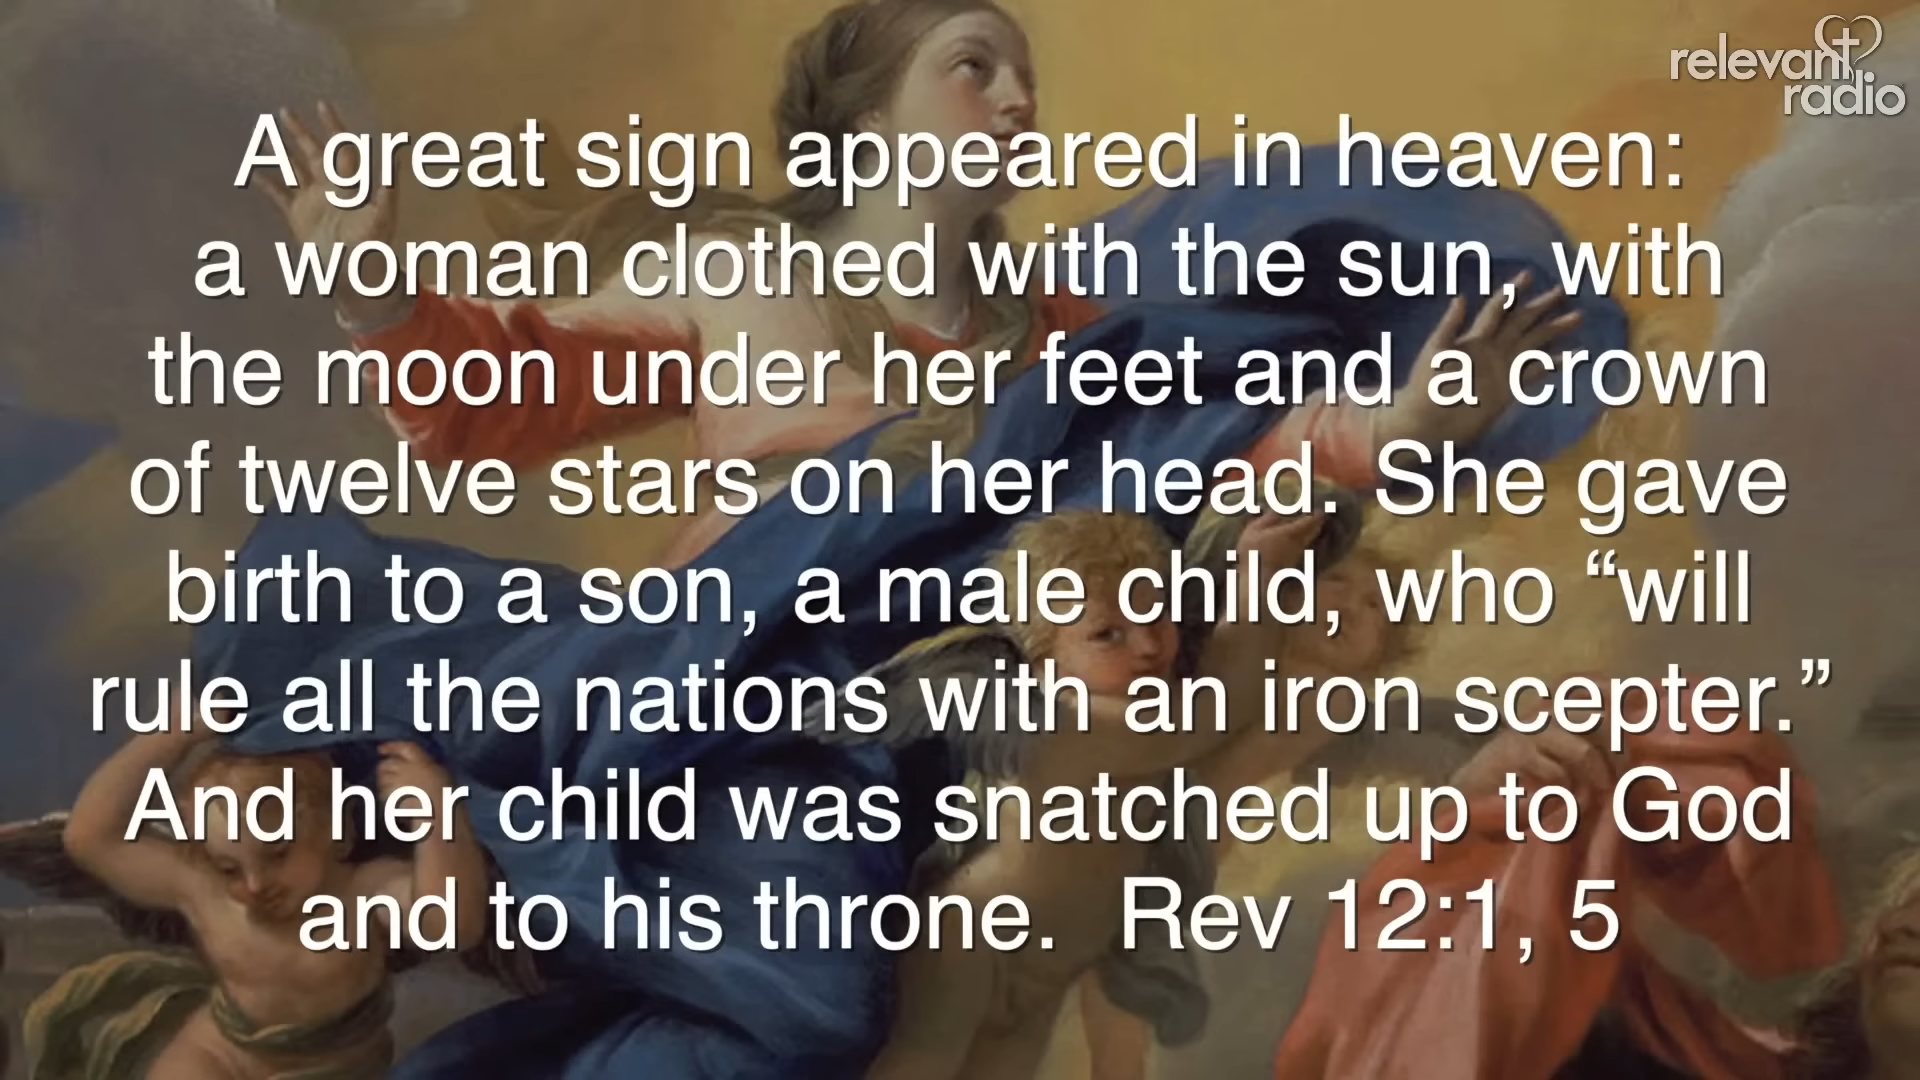 relevant
radio
A great sign appeared in heaven:
a woman clothed with the sun, with
the moon under her feet and a crown
of twelve stars on her head. She gave
birth to a son, a male child, who “will
rule all the nations with an iron scepter.”
And her child was snatched up to God
and to his throne.  Rev 12:1, 5